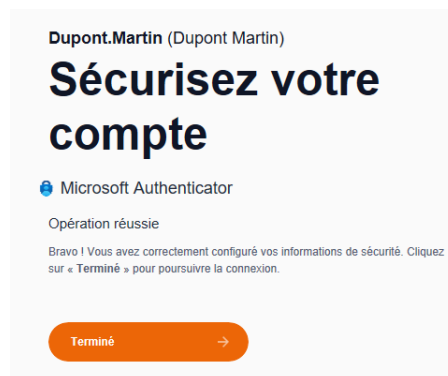 Dupont.Martin (Dupont Martin)
Sécurisez votre
compte
Microsoft Authenticator
Opération réussie
Bravo ! Vous avez correctement configuré vos informations de sécurité. Cliquez
sur « Terminé » pour poursuivre la connexion.
Terminé